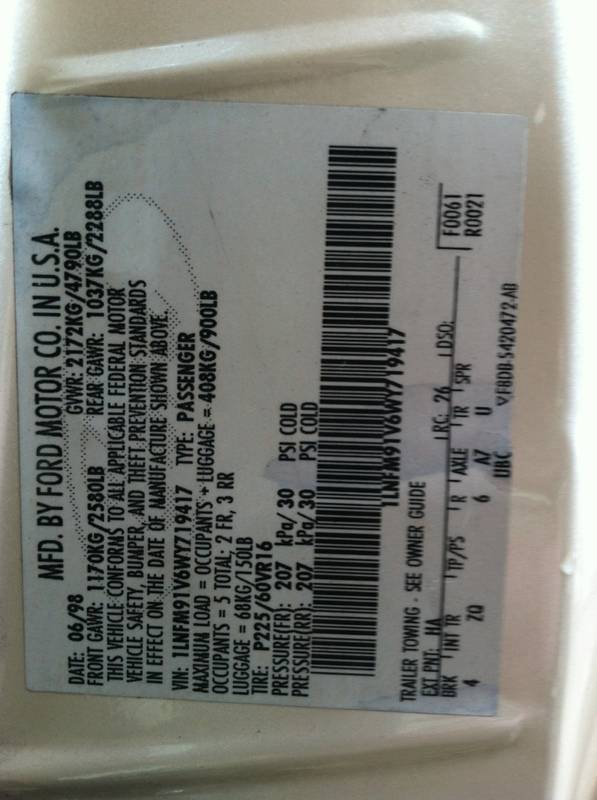 MFD. BY FORD MOTOR CO. IN U.S.A.
DATE: 06/98 GVWR: 2172KG/4790LB
FRONT GAWR: 1170KG/2580LB REAR GAWR: 1037KG/2288LB
THIS VEHICLE CONFORMS TO ALL APPLICABLE FEDERAL MOTOR
VEHICLE SAFETY, BUMPER, AND THEFT PREVENTION STANDARDS
IN EFFECT ON THE DATE OF MANUFACTURE SHOWN ABOVE.
VIN: 1LNFM91V6WY719417 TYPE: PASSENGER
MAXIMUM LOAD = OCCUPANTS + LUGGAGE = 408KG/900LB
OCCUPANTS = 5 TOTAL; 2 FR, 3 RR
LUGGAGE = 68KG/150LB
TIRE: P225/60VR16
PRESSURE(FR): 207 kPa/ 30 PSI COLD
PRESSURE(RR): 207 kPa/ 30 PSI COLD
1LNFM91V6WY719417
TRAILER TOWING - SEE OWNER GUIDE
EXT PNT: HA RC: 26 DSO: F0061
BRK INT TR TP/PS R AXLE TR SPR R0021
4 ZQ 6 AZ U
UBC F8DB-5420472-AB